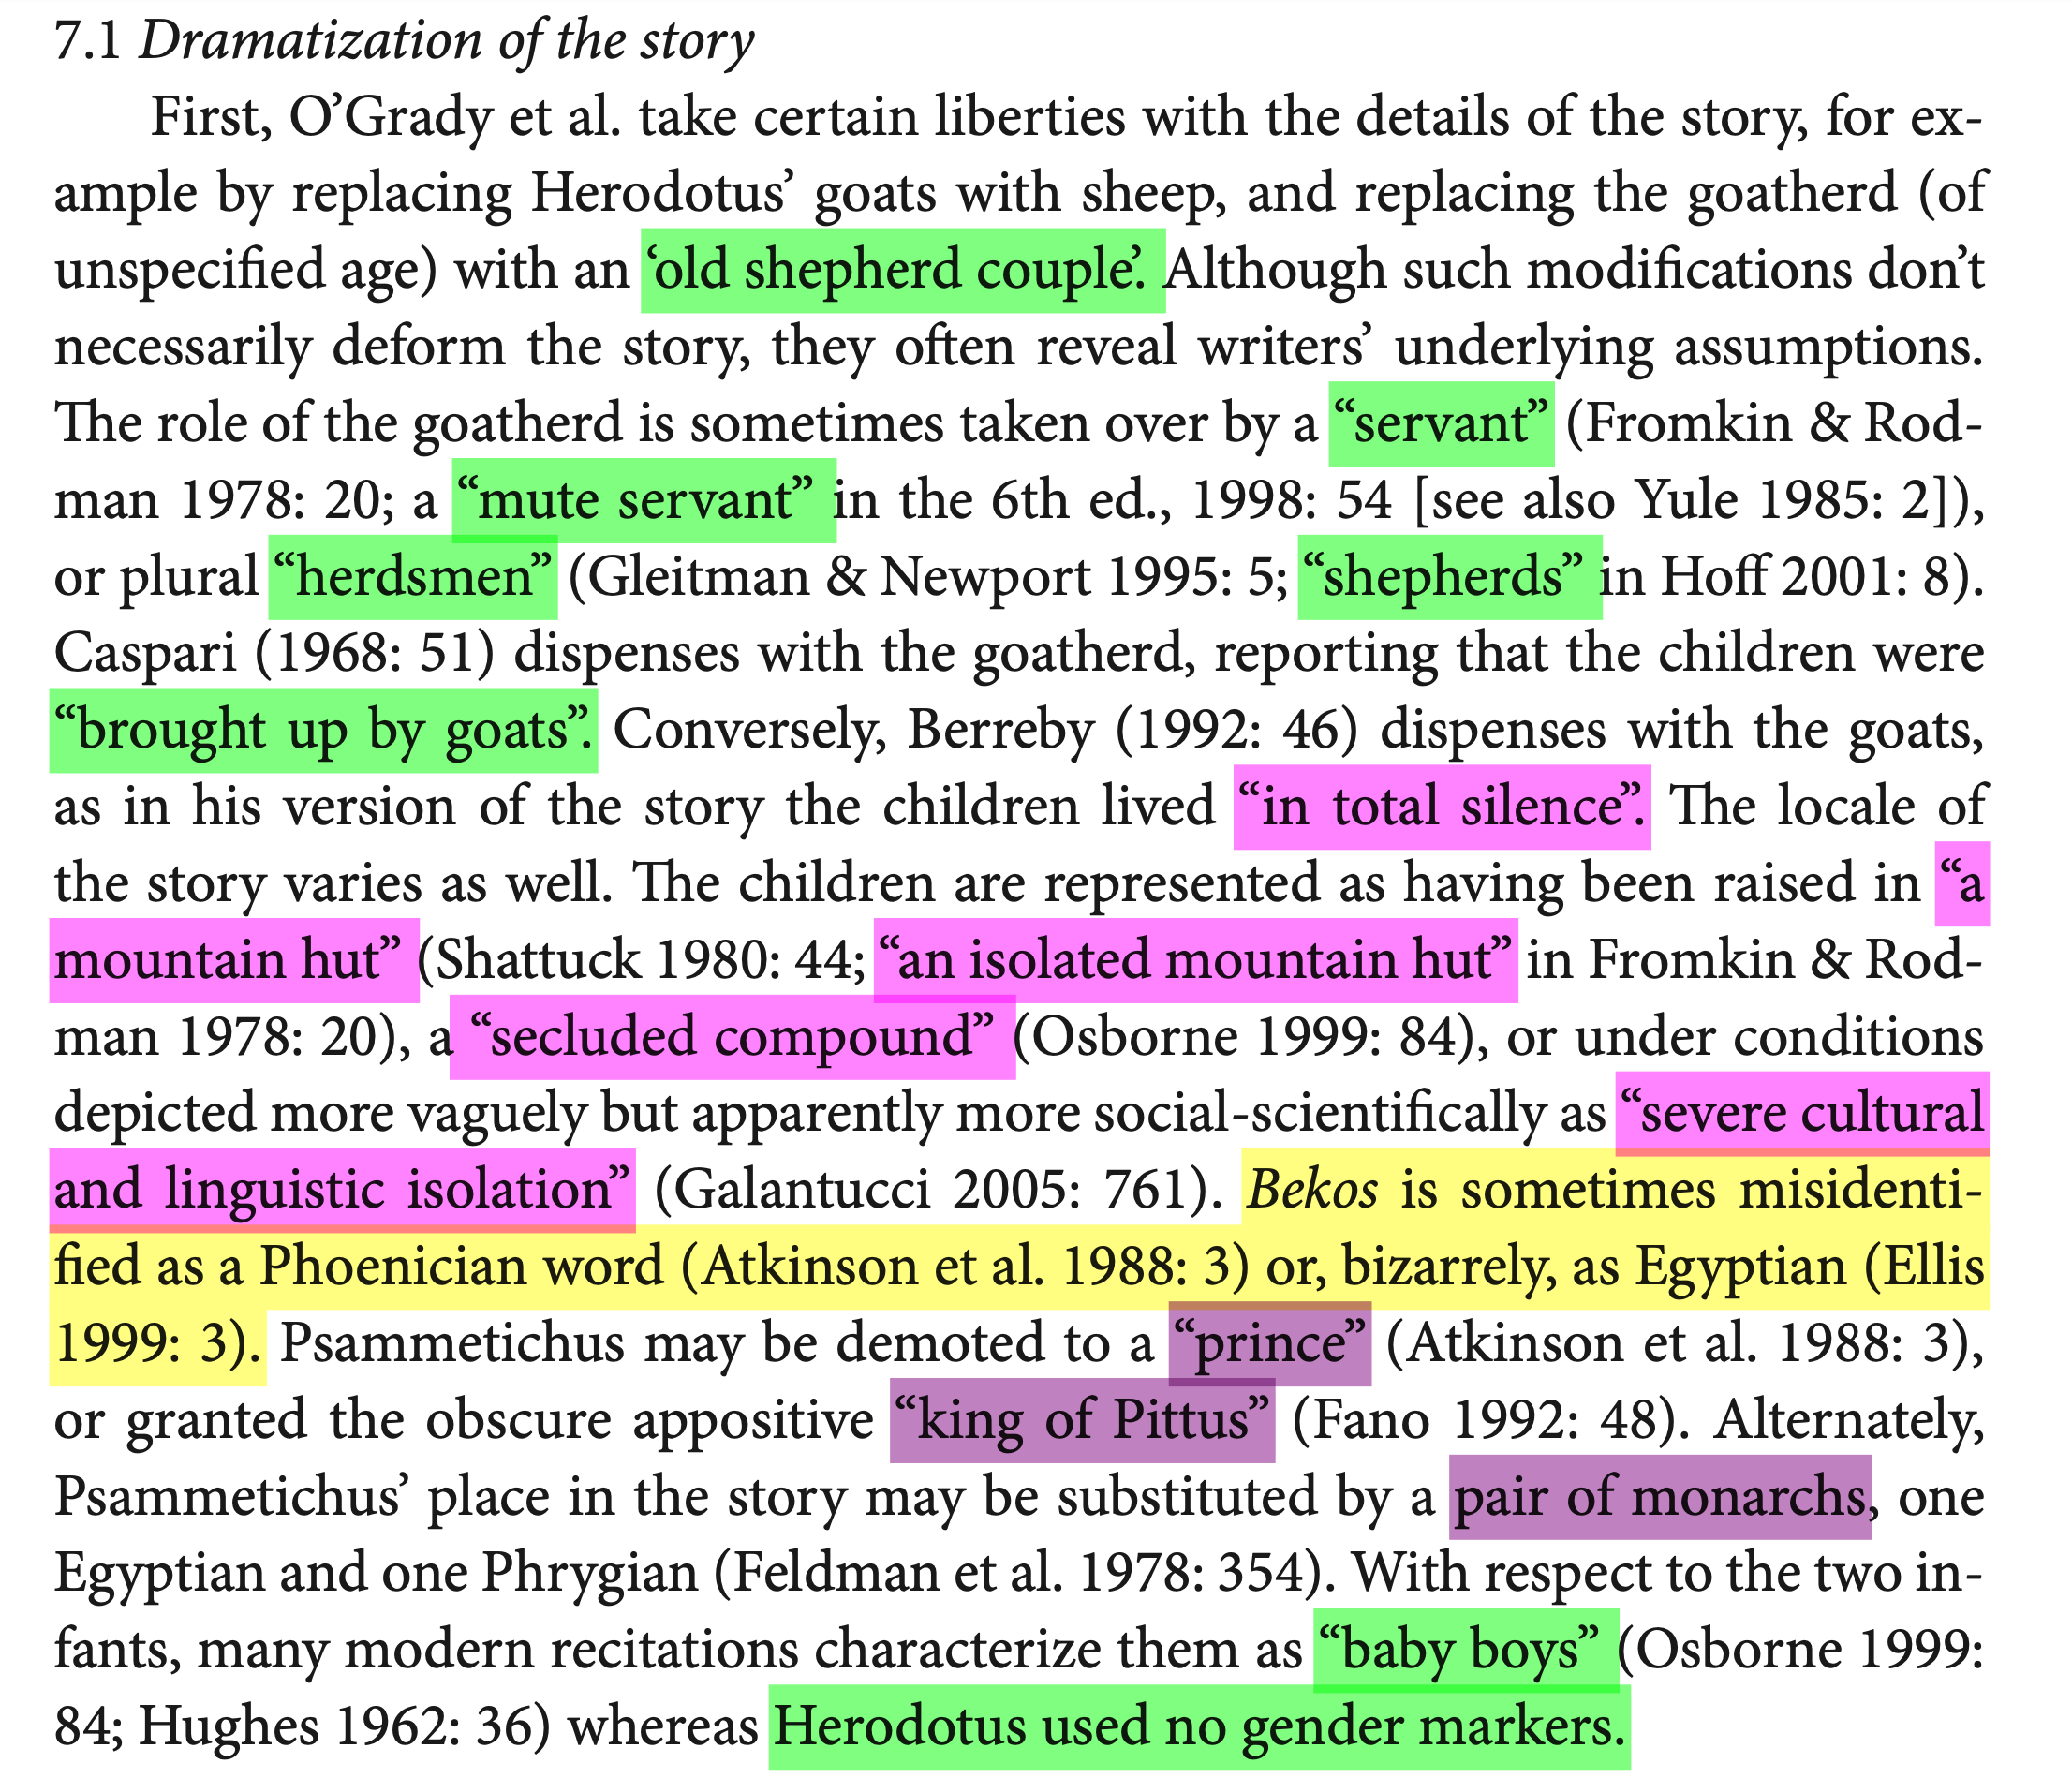 7.1 Dramatization of the story
First, O’Grady et al. take certain liberties with the details of the story, for ex-
ample by replacing Herodotus’ goats with sheep, and replacing the goatherd (of
unspecified age) with an ‘old shepherd couple’. Although such modifications don’t
necessarily deform the story, they often reveal writers’ underlying assumptions.
The role of the goatherd is sometimes taken over by a “servant” (Fromkin & Rod-
man 1978: 20; a “mute servant” in the 6th ed., 1998: 54 [see also Yule 1985: 2]),
or plural “herdsmen” (Gleitman & Newport 1995: 5; “shepherds” in Hoff 2001: 8).
Caspari (1968: 51) dispenses with the goatherd, reporting that the children were
“brought up by goats”. Conversely, Berreby (1992: 46) dispenses with the goats,
as in his version of the story the children lived “in total silence”. The locale of
the story varies as well. The children are represented as having been raised in “a
mountain hut” (Shattuck 1980: 44; “an isolated mountain hut” in Fromkin & Rod-
man 1978: 20), a “secluded compound” (Osborne 1999: 84), or under conditions
depicted more vaguely but apparently more social-scientifically as “severe cultural
and linguistic isolation” (Galantucci 2005: 761). Bekos is sometimes misidenti-
fied as a Phoenician word (Atkinson et al. 1988: 3) or, bizarrely, as Egyptian (Ellis
1999: 3). Psammetichus may be demoted to a “prince” (Atkinson et al. 1988: 3),
or granted the obscure appositive “king of Pittus” (Fano 1992: 48). Alternately,
Psammetichus’ place in the story may be substituted by a pair of monarchs, one
Egyptian and one Phrygian (Feldman et al. 1978: 354). With respect to the two in-
fants, many modern recitations characterize them as “baby boys” (Osborne 1999:
84; Hughes 1962: 36) whereas Herodotus used no gender markers.